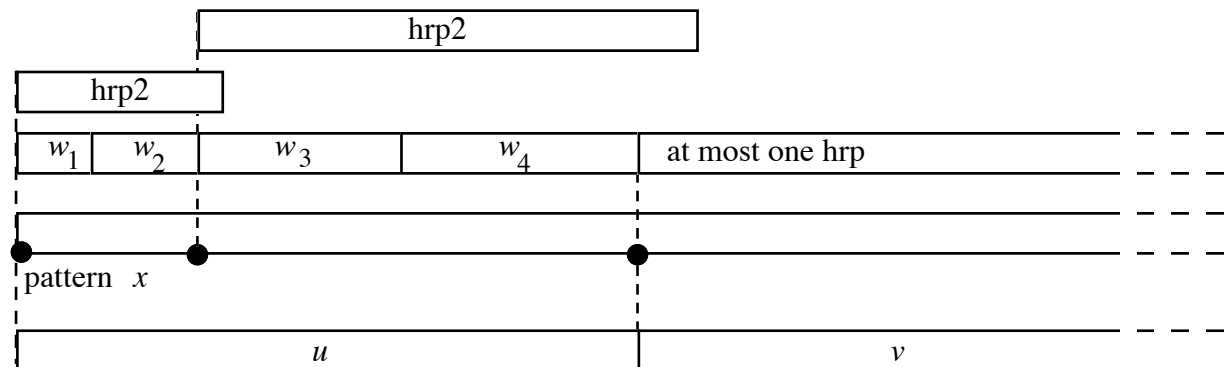 hrp2
hrp2
w1 w2 w3 w4 at most one hrp
pattern x
u v